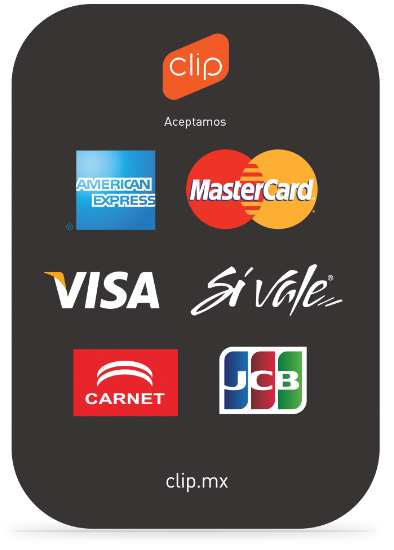 clip
Aceptamos
AMERICAN
EXPRESS
®
MasterCard
VISA
Sí Vale®
CARNET
JCB
clip.mx